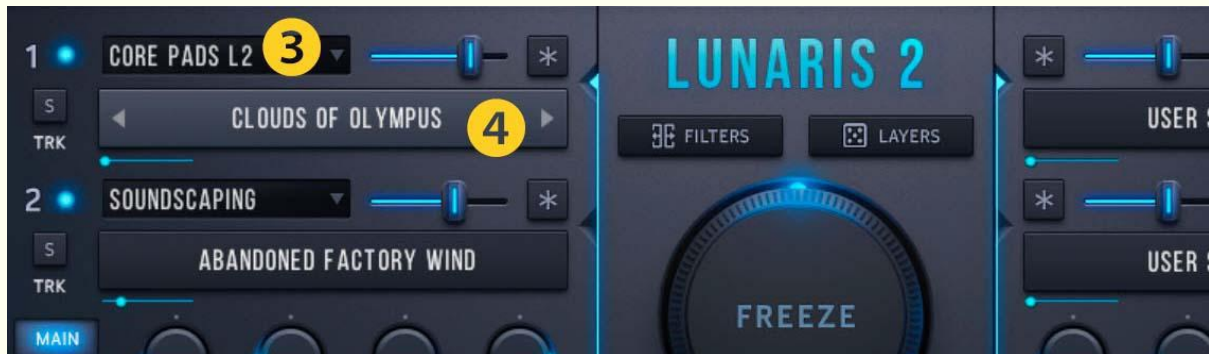 1 CORE PADS L2 3
S
TRK
CLOUDS OF OLYMPUS 4
2 SOUNDSCAPING
S
TRK
ABANDONED FACTORY WIND
MAIN
LUNARIS 2
FILTERS LAYERS
FREEZE
USER
USER